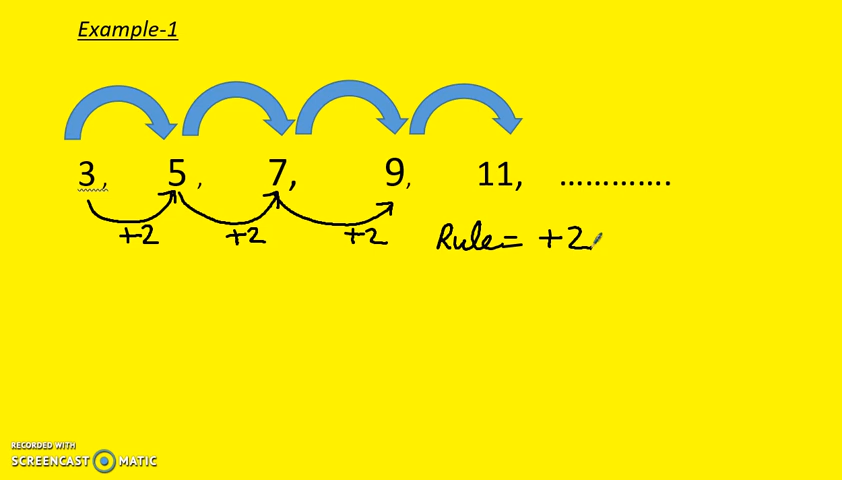 Example-1
3, 5, 7, 9, 11, .............
+2 +2 +2 Rule= +2
RECORDED WITH
SCREENCAST MATIC